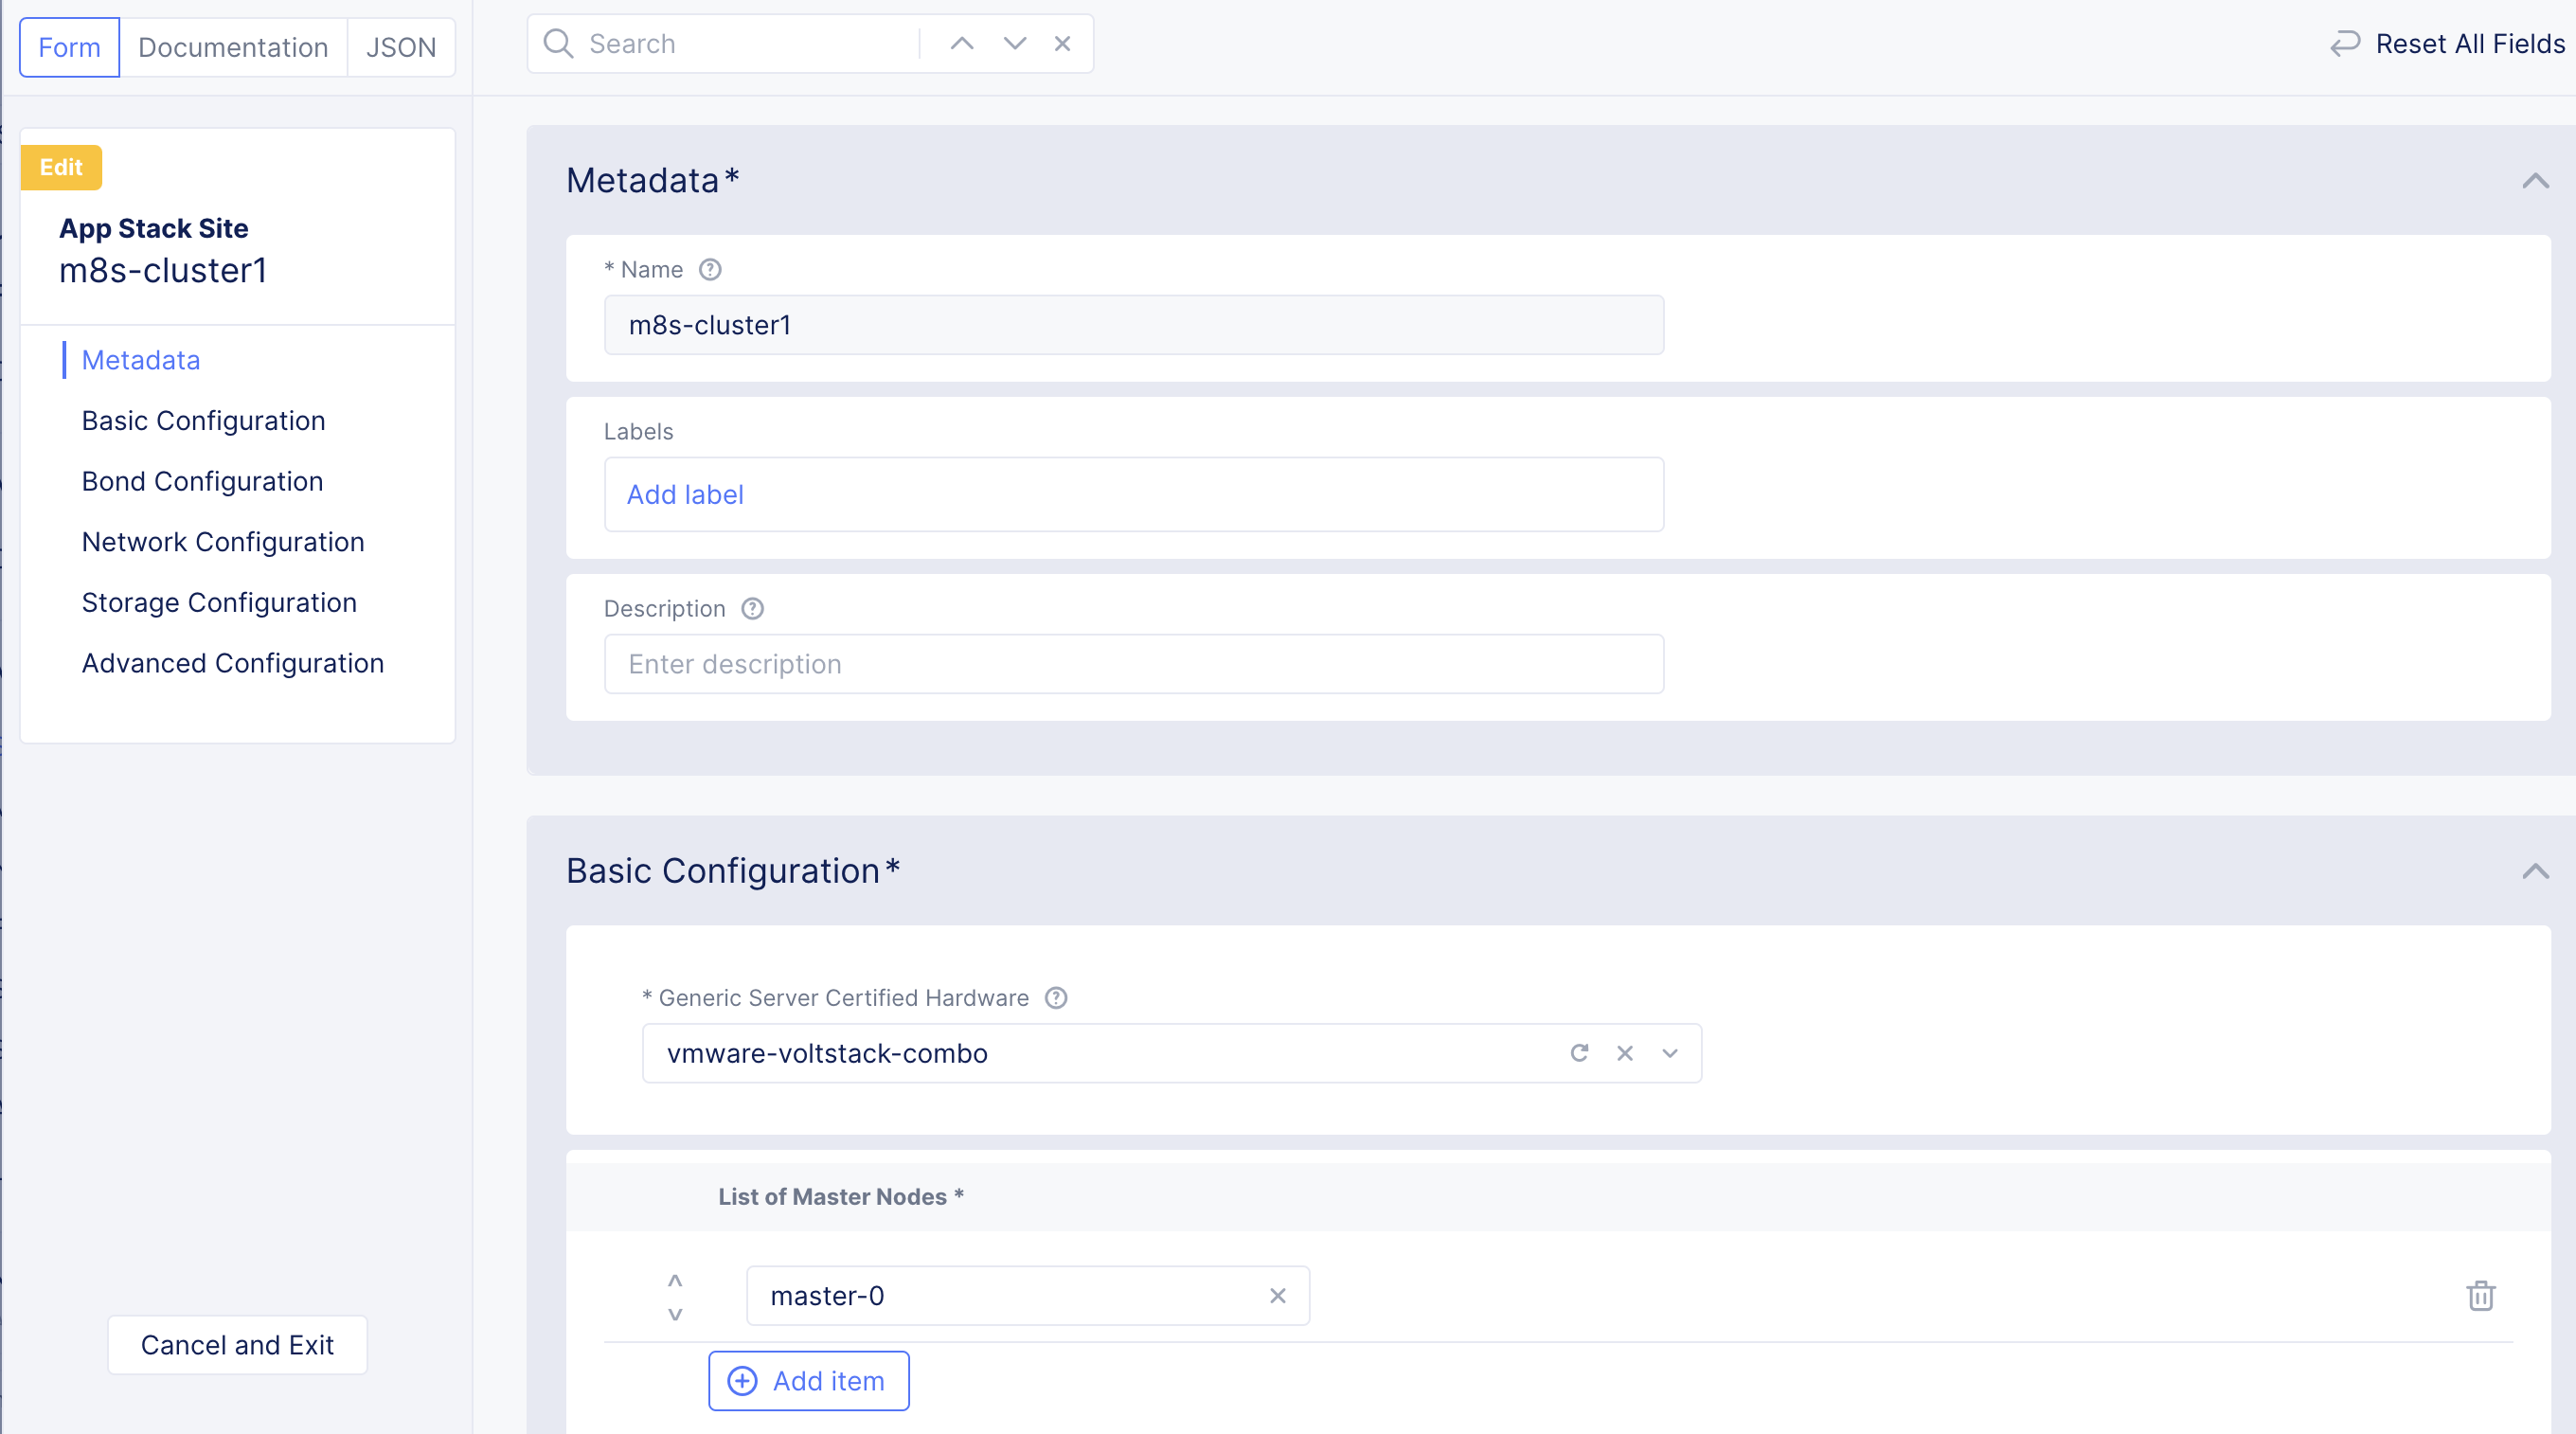 Form Documentation JSON
Search
Reset All Fields
Edit
App Stack Site
m8s-cluster1
Metadata
Basic Configuration
Bond Configuration
Network Configuration
Storage Configuration
Advanced Configuration
Cancel and Exit
Metadata*
* Name
m8s-cluster1
Labels
Add label
Description
Enter description
Basic Configuration*
* Generic Server Certified Hardware
vmware-voltstack-combo
List of Master Nodes *
master-0
Add item